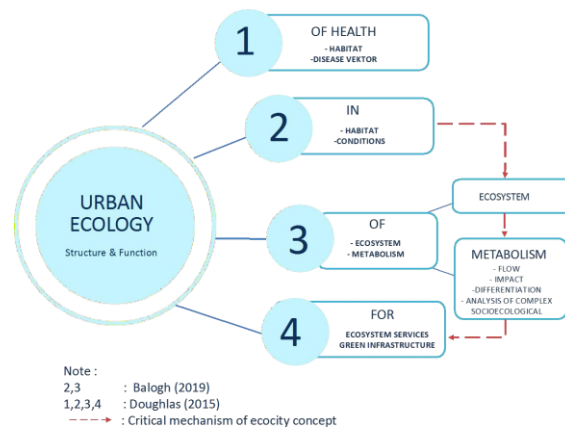 1
OF HEALTH
- HABITAT
-DISEASE VEKTOR
2
IN
- HABITAT
-CONDITIONS
URBAN
ECOLOGY
Structure & Function
3
OF
- ECOSYSTEM
- METABOLISM
ECOSYSTEM
METABOLISM
- FLOW
- IMPACT
-DIFFERENTIATION
- ANALYSIS OF COMPLEX
SOCIOECOLOGICAL
4
FOR
ECOSYSTEM SERVICES
GREEN INFRASTRUCTURE
Note :
2,3 : Balogh (2019)
1,2,3,4 : Doughlas (2015)
: Critical mechanism of ecocity concept